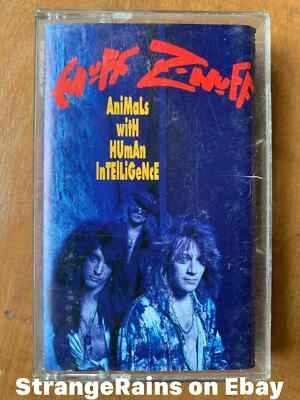 ENUFF Z'NUFF
AniMaLs
witH
HUmAn
InTElLiGeNcE
StrangeRains on Ebay